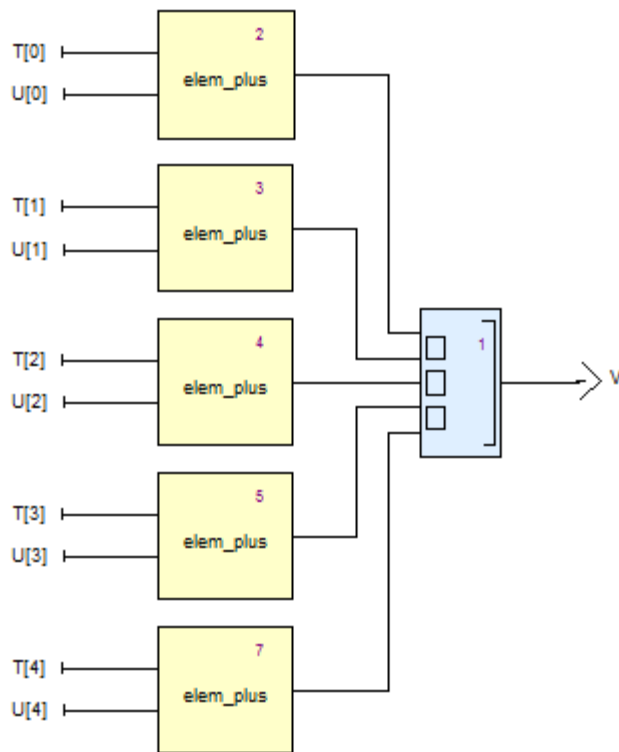 2
T[0]
elem_plus
U[0]
3
T[1]
elem_plus
U[1]
4
T[2]
elem_plus
U[2]
1
V
5
T[3]
elem_plus
U[3]
7
T[4]
elem_plus
U[4]